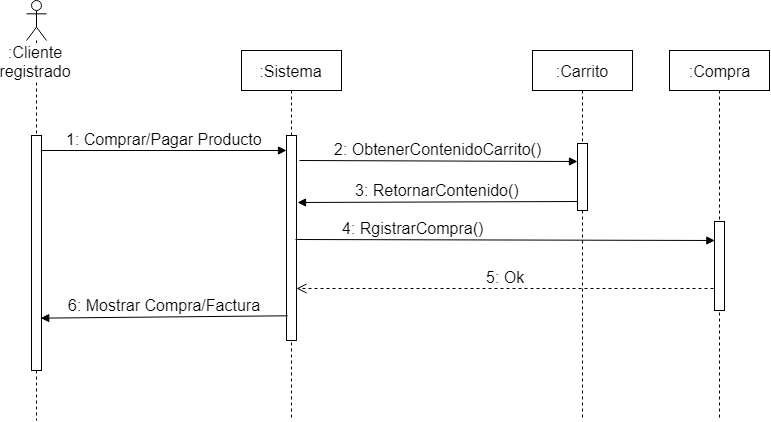 :Cliente
registrado
:Sistema
:Carrito
:Compra
1: Comprar/Pagar Producto
2: ObtenerContenidoCarrito()
3: RetornarContenido()
4: RgistrarCompra()
5: Ok
6: Mostrar Compra/Factura